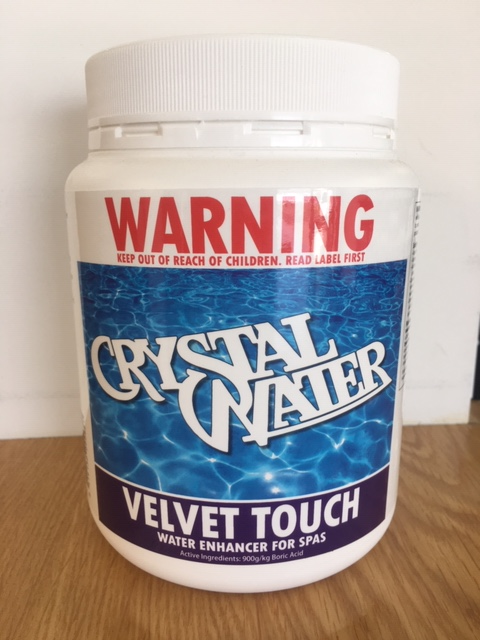 WARNING
KEEP OUT OF REACH OF CHILDREN. READ LABEL FIRST
CRYSTAL
WATER
VELVET TOUCH
WATER ENHANCER FOR SPAS
Active Ingredients: 900g/kg Boric Acid